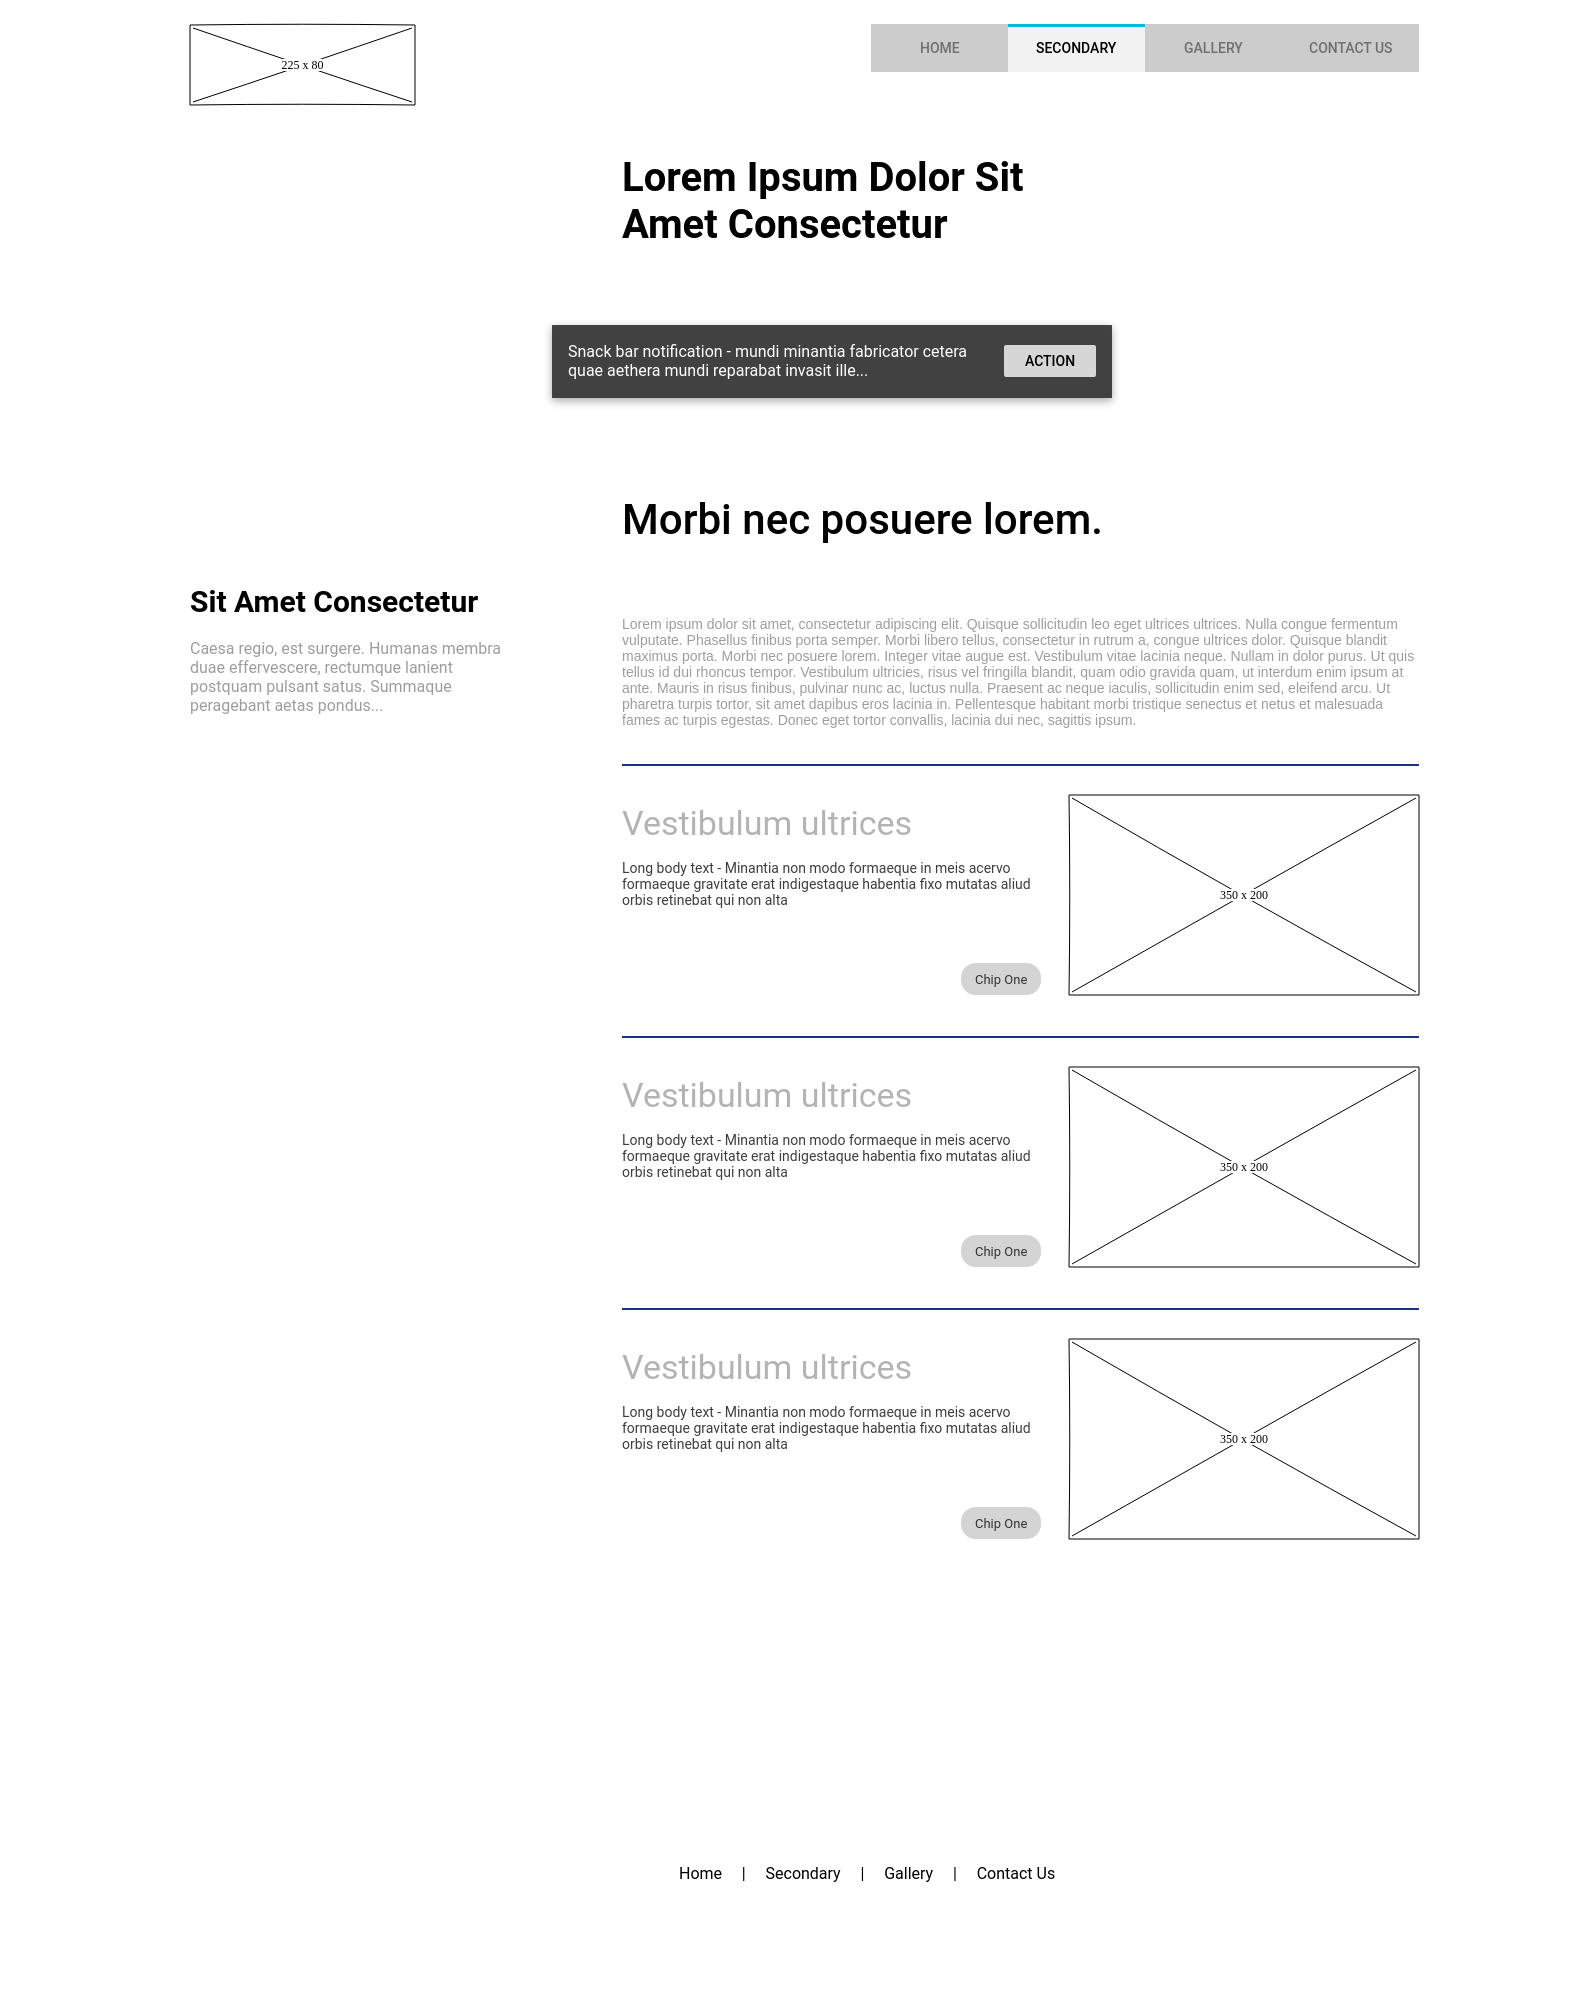 225 x 80
HOME
SECONDARY
GALLERY
CONTACT US
Lorem Ipsum Dolor Sit
Amet Consectetur
Snack bar notification - mundi minantia fabricator cetera
quae aethera mundi reparabat invasit ille...
ACTION
Morbi nec posuere lorem.
Sit Amet Consectetur
Caesa regio, est surgere. Humanas membra
duae effervescere, rectumque lanient
postquam pulsant satus. Summaque
peragebant aetas pondus...
Lorem ipsum dolor sit amet, consectetur adipiscing elit. Quisque sollicitudin leo eget ultrices ultrices. Nulla congue fermentum
vulputate. Phasellus finibus porta semper. Morbi libero tellus, consectetur in rutrum a, congue ultrices dolor. Quisque blandit
maximus porta. Morbi nec posuere lorem. Integer vitae augue est. Vestibulum vitae lacinia neque. Nullam in dolor purus. Ut quis
tellus id dui rhoncus tempor. Vestibulum ultricies, risus vel fringilla blandit, quam odio gravida quam, ut interdum enim ipsum at
ante. Mauris in risus finibus, pulvinar nunc ac, luctus nulla. Praesent ac neque iaculis, sollicitudin enim sed, eleifend arcu. Ut
pharetra turpis tortor, sit amet dapibus eros lacinia in. Pellentesque habitant morbi tristique senectus et netus et malesuada
fames ac turpis egestas. Donec eget tortor convallis, lacinia dui nec, sagittis ipsum.
Vestibulum ultrices
Long body text - Minantia non modo formaeque in meis acervo
formaeque gravitate erat indigestaque habentia fixo mutatas aliud
orbis retinebat qui non alta
Chip One
350 x 200
Vestibulum ultrices
Long body text - Minantia non modo formaeque in meis acervo
formaeque gravitate erat indigestaque habentia fixo mutatas aliud
orbis retinebat qui non alta
Chip One
350 x 200
Vestibulum ultrices
Long body text - Minantia non modo formaeque in meis acervo
formaeque gravitate erat indigestaque habentia fixo mutatas aliud
orbis retinebat qui non alta
Chip One
350 x 200
Home | Secondary | Gallery | Contact Us